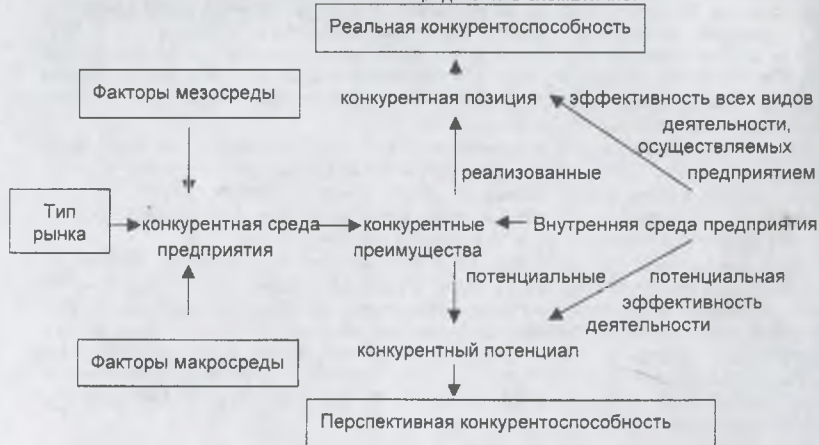 Реальная конкурентоспособность
Факторы мезосреды
конкурентная позиция
эффективность всех видов
деятельности,
осуществляемых
предприятием
реализованные
Тип
рынка
конкурентная среда
предприятия
конкурентные
преимущества
Внутренняя среда предприятия
потенциальные
потенциальная
эффективность
деятельности
Факторы макросреды
конкурентный потенциал
Перспективная конкурентоспособность